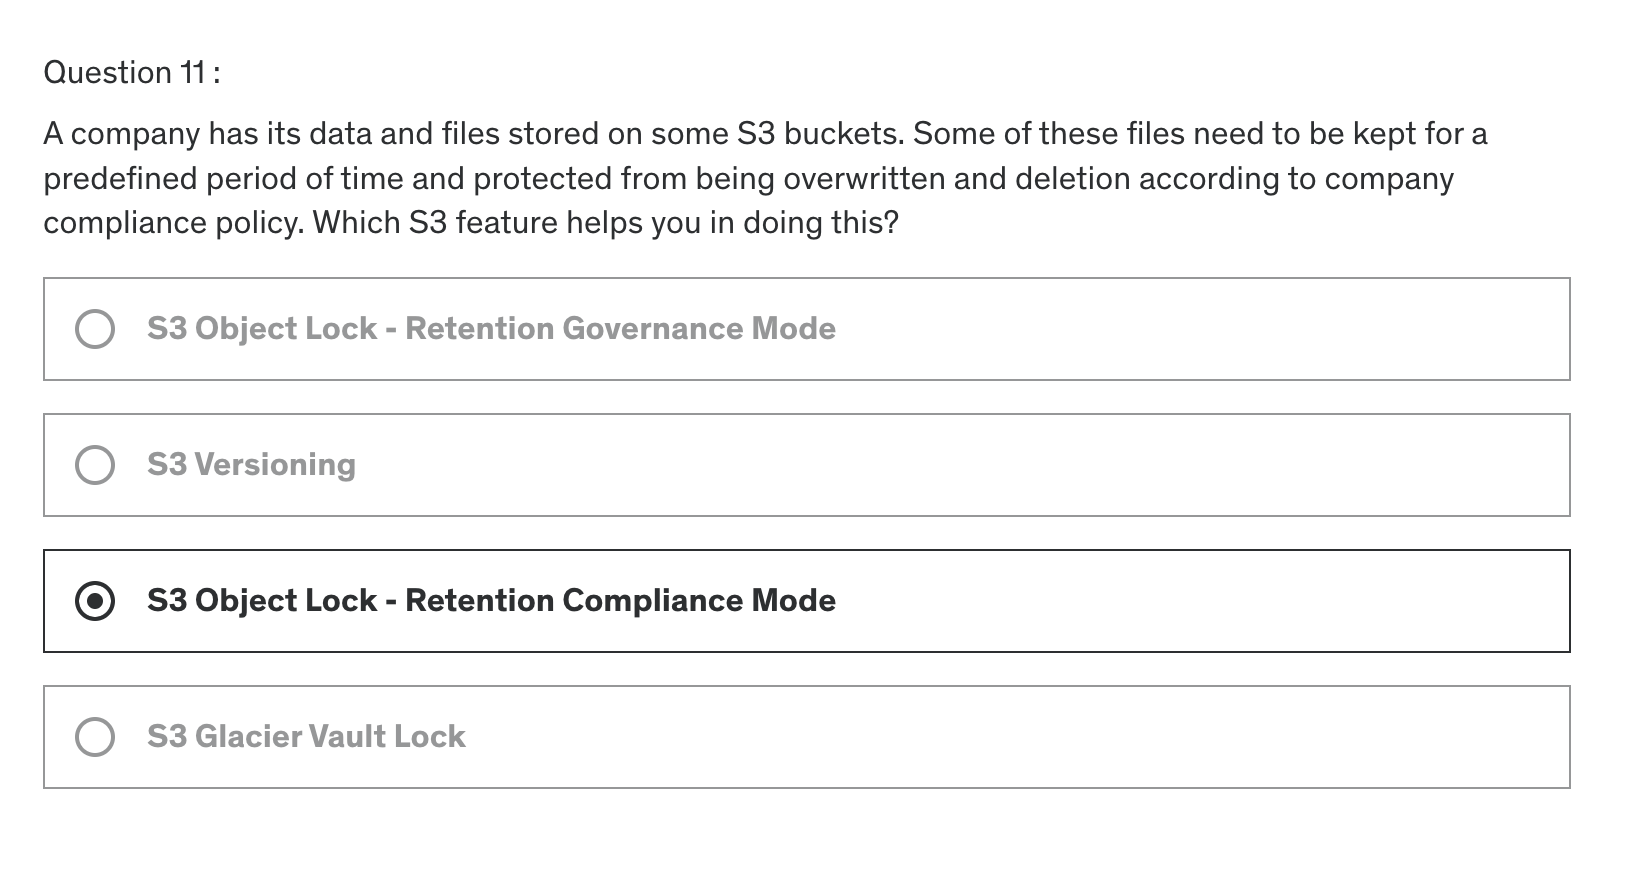 Question 11 :
A company has its data and files stored on some S3 buckets. Some of these files need to be kept for a
predefined period of time and protected from being overwritten and deletion according to company
compliance policy. Which S3 feature helps you in doing this?
S3 Object Lock - Retention Governance Mode
S3 Versioning
S3 Object Lock - Retention Compliance Mode
S3 Glacier Vault Lock